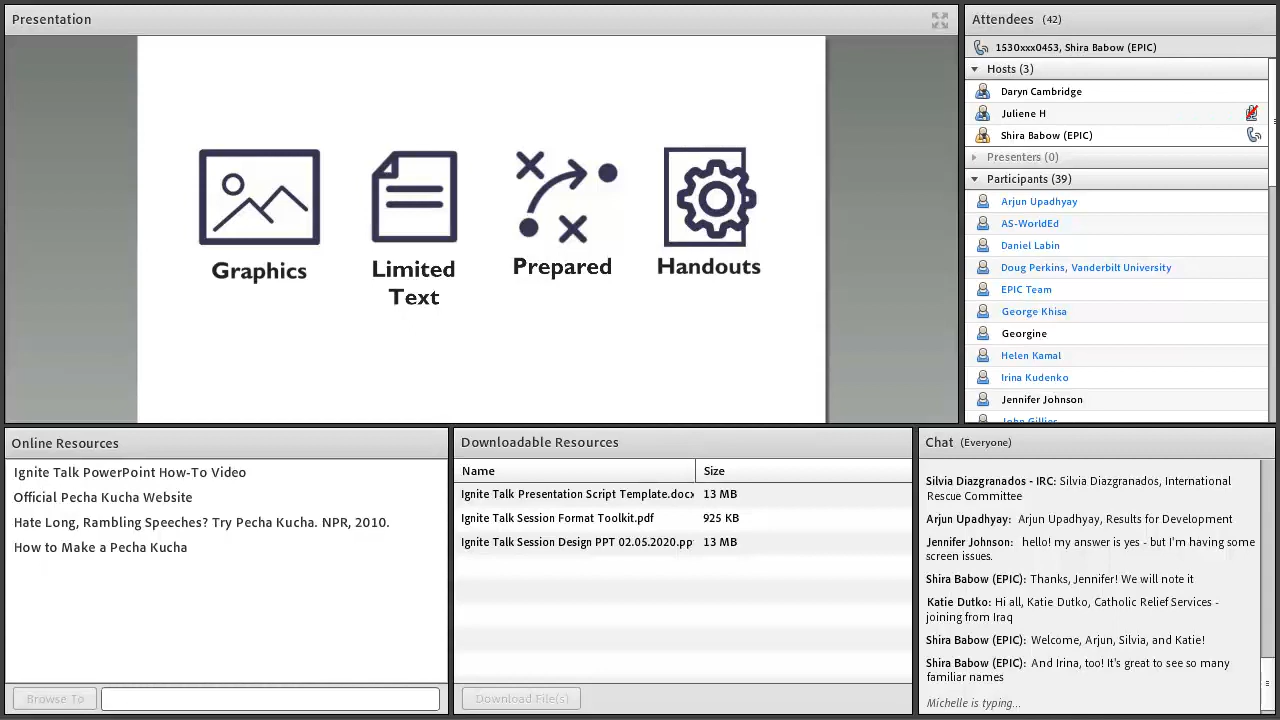 Presentation
Graphics
Limited
Text
Prepared
Handouts
Attendees (42)
1530xxx0453, Shira Babow (EPIC)
Hosts (3)
Daryn Cambridge
Juliene H
Shira Babow (EPIC)
Presenters (0)
Participants (39)
Arjun Upadhyay
AS-WorldEd
Daniel Labin
Doug Perkins, Vanderbilt University
EPIC Team
George Khisa
Georgine
Helen Kamal
Irina Kudenko
Jennifer Johnson
John Gillies
Online Resources
Ignite Talk PowerPoint How-To Video
Official Pecha Kucha Website
Hate Long, Rambling Speeches? Try Pecha Kucha. NPR, 2010.
How to Make a Pecha Kucha
Browse To
Downloadable Resources
Name Size
Ignite Talk Presentation Script Template.docx 13 MB
Ignite Talk Session Format Toolkit.pdf 925 KB
Ignite Talk Session Design PPT 02.05.2020.pp 13 MB
Download File(s)
Chat (Everyone)
Silvia Diazgranados - IRC: Silvia Diazgranados, International
Rescue Committee
Arjun Upadhyay: Arjun Upadhyay, Results for Development
Jennifer Johnson: hello! my answer is yes - but I'm having some
screen issues.
Shira Babow (EPIC): Thanks, Jennifer! We will note it
Katie Dutko: Hi all, Katie Dutko, Catholic Relief Services -
joining from Iraq
Shira Babow (EPIC): Welcome, Arjun, Silvia, and Katie!
Shira Babow (EPIC): And Irina, too! It's great to see so many
familiar names
Michelle is typing...